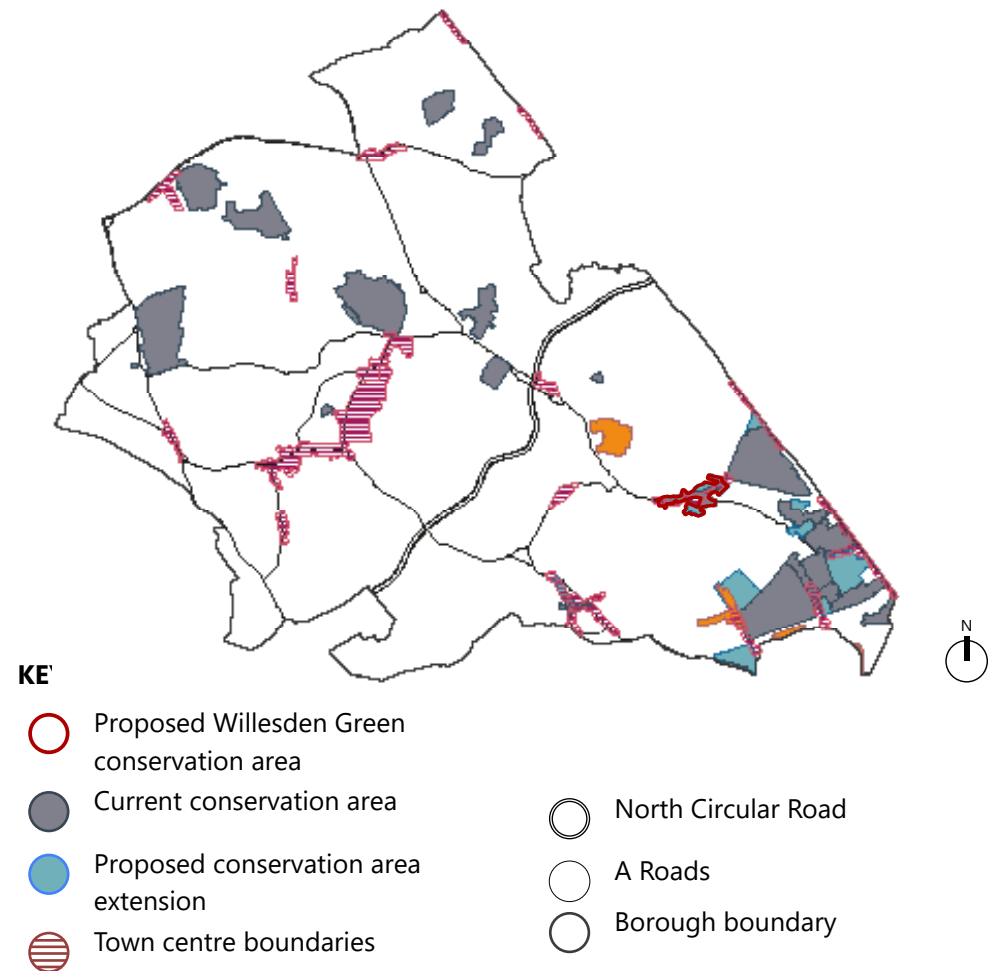 N
KE
Proposed Willesden Green
conservation area
Current conservation area
Proposed conservation area
extension
Town centre boundaries
North Circular Road
A Roads
Borough boundary